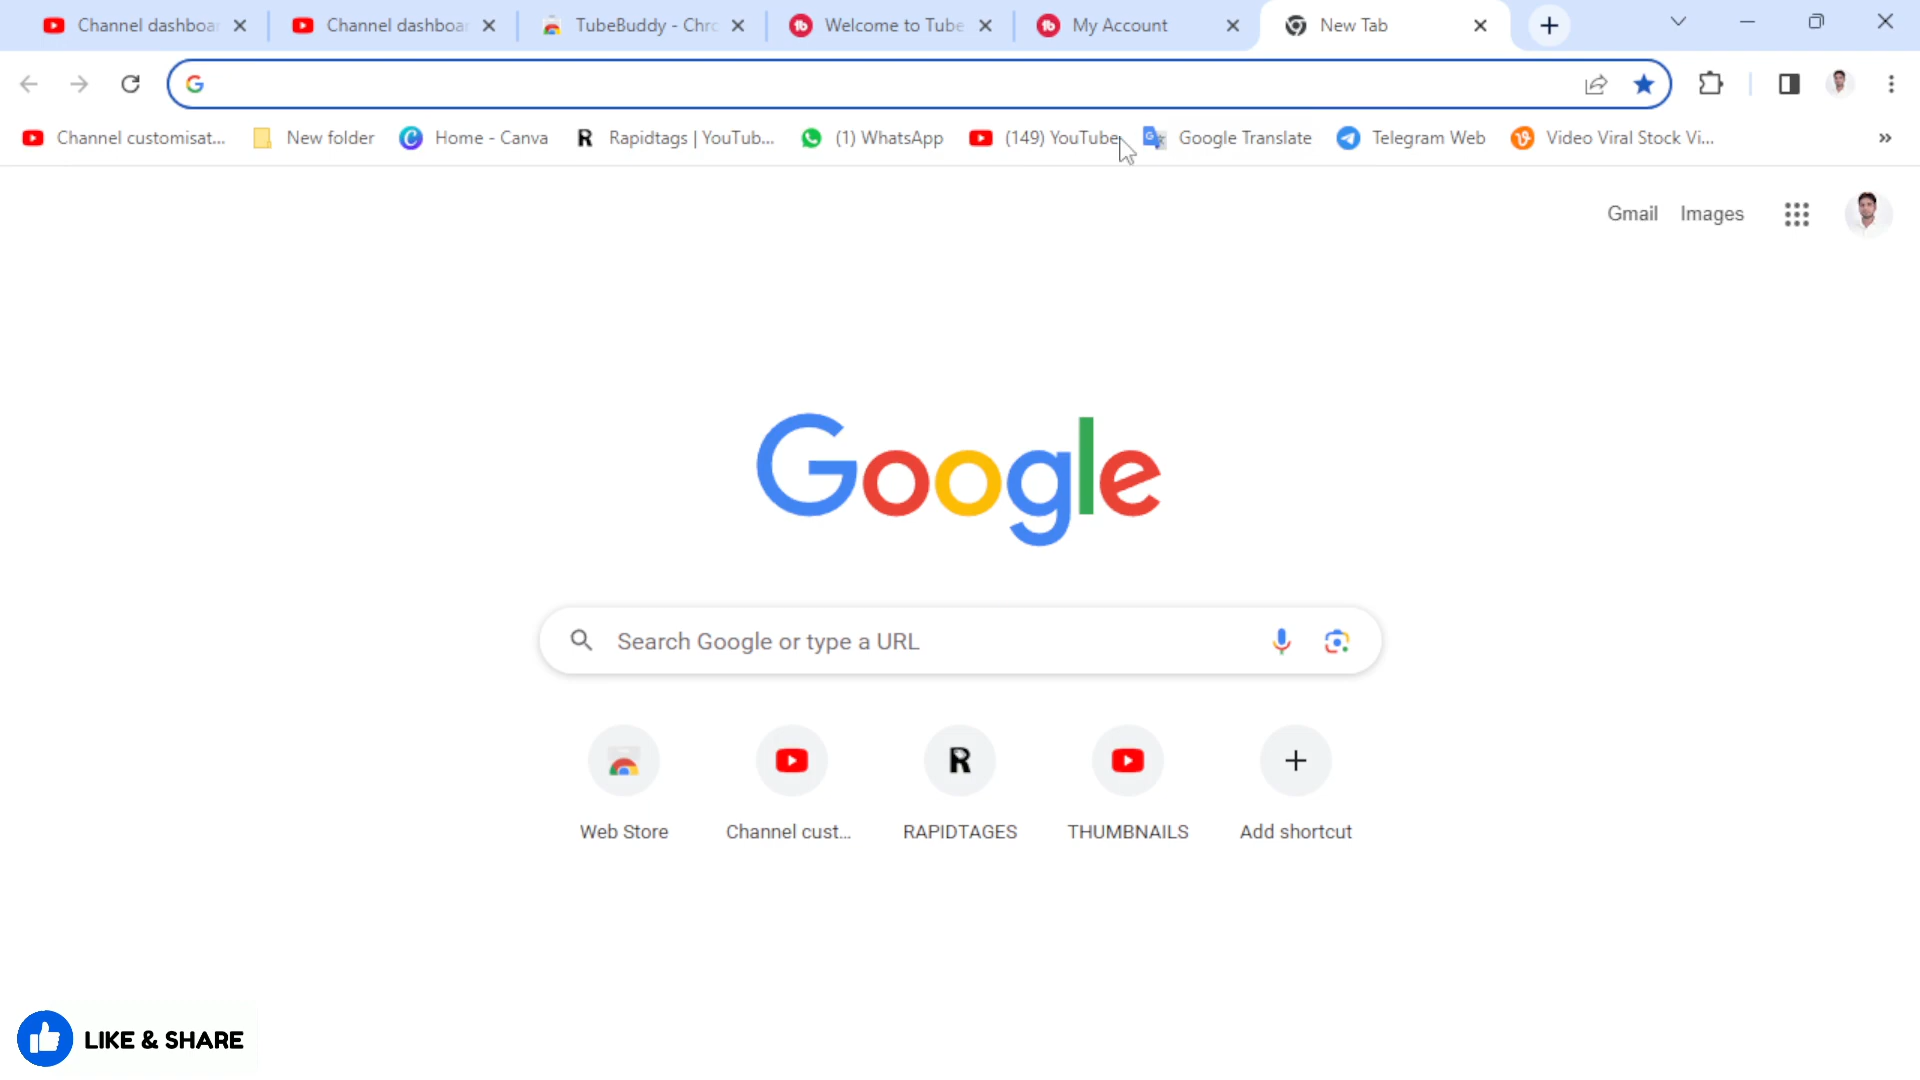 Channel dashboar
Channel dashboar
TubeBuddy - Chro
Welcome to Tube
My Account
New Tab
Channel customisat...
New folder
Home - Canva
Rapidtags | YouTub...
(1) WhatsApp
(149) YouTube
Google Translate
Telegram Web
Video Viral Stock Vi...
Gmail
Images
Google
Search Google or type a URL
Web Store
Channel cust...
RAPIDTAGES
THUMBNAILS
Add shortcut
LIKE & SHARE